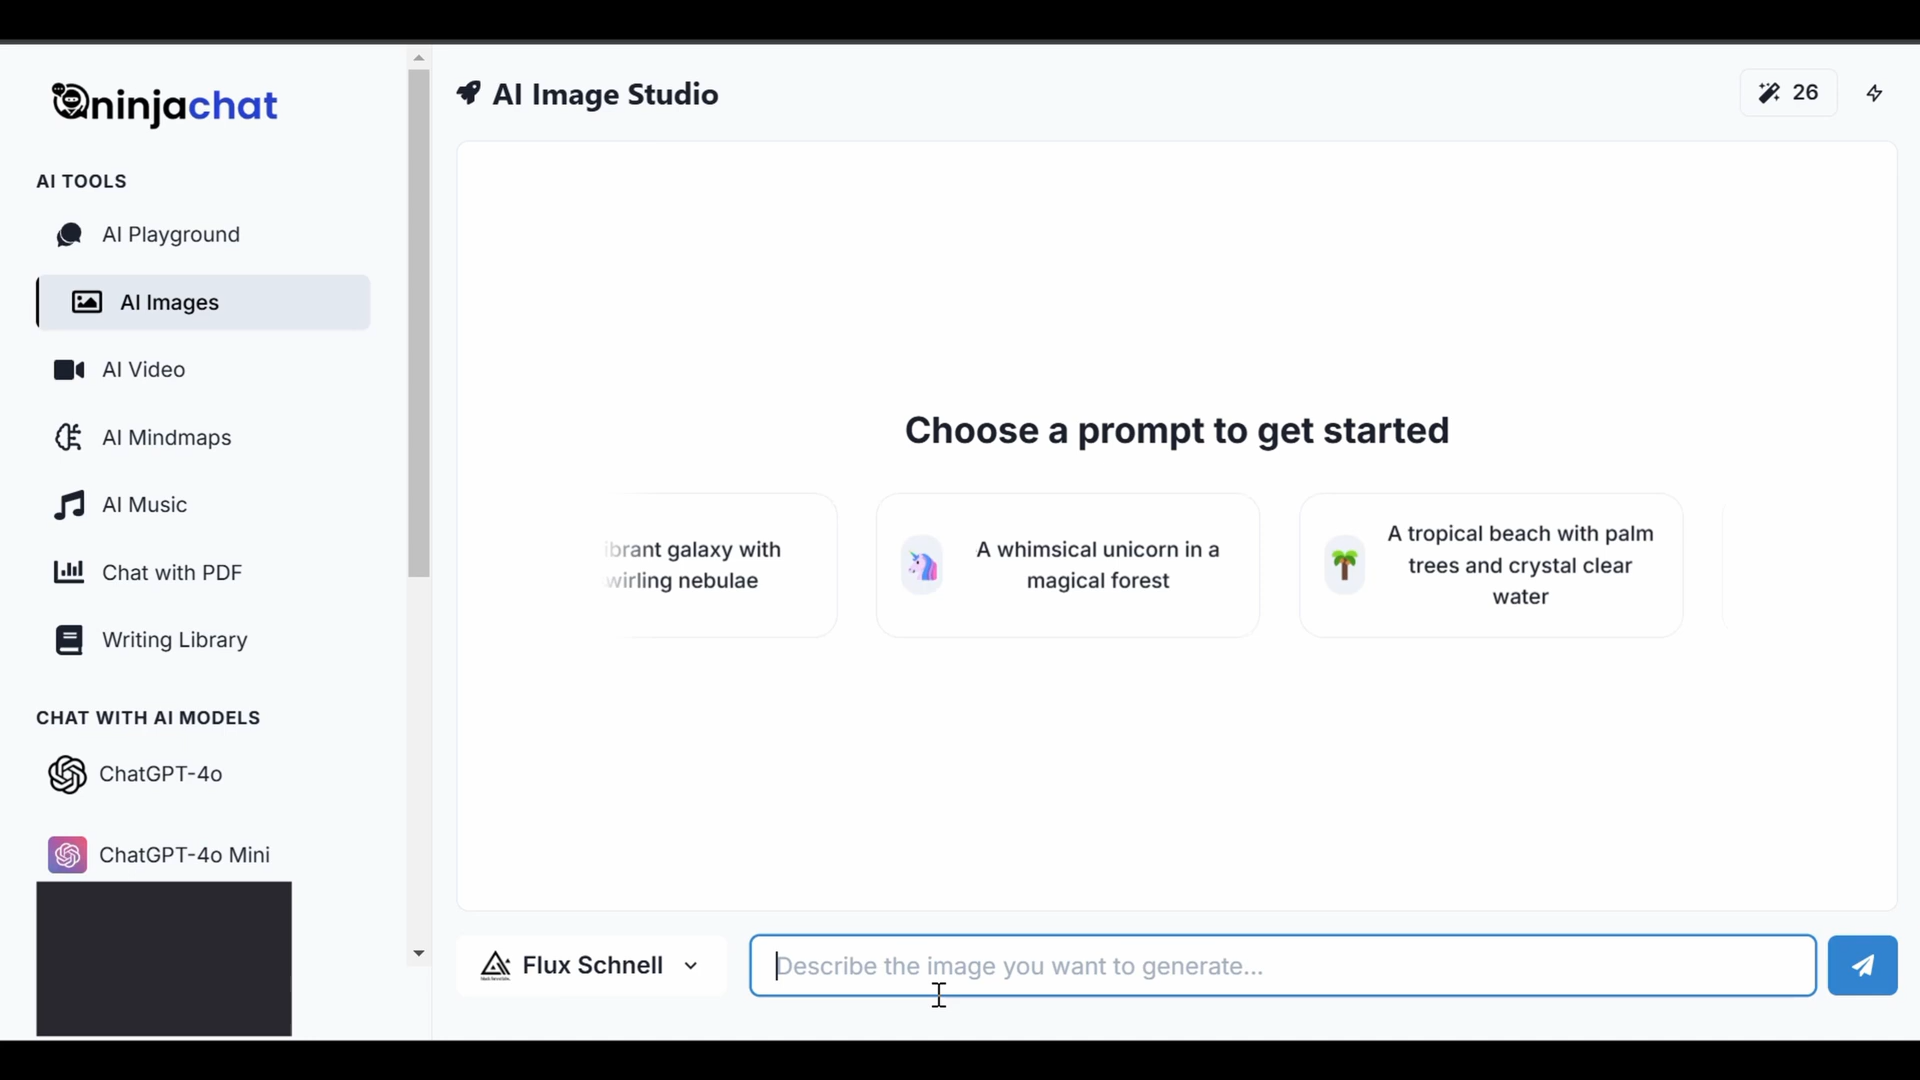 ninjachat
AI TOOLS
AI Playground
AI Images
AI Video
AI Mindmaps
AI Music
Chat with PDF
Writing Library
CHAT WITH AI MODELS
ChatGPT-4o
ChatGPT-4o Mini
AI Image Studio
26
Choose a prompt to get started
galaxy with
nebulae
A whimsical unicorn in a
magical forest
A tropical beach with palm
trees and crystal clear
water
Flux Schnell
Describe the image you want to generate...